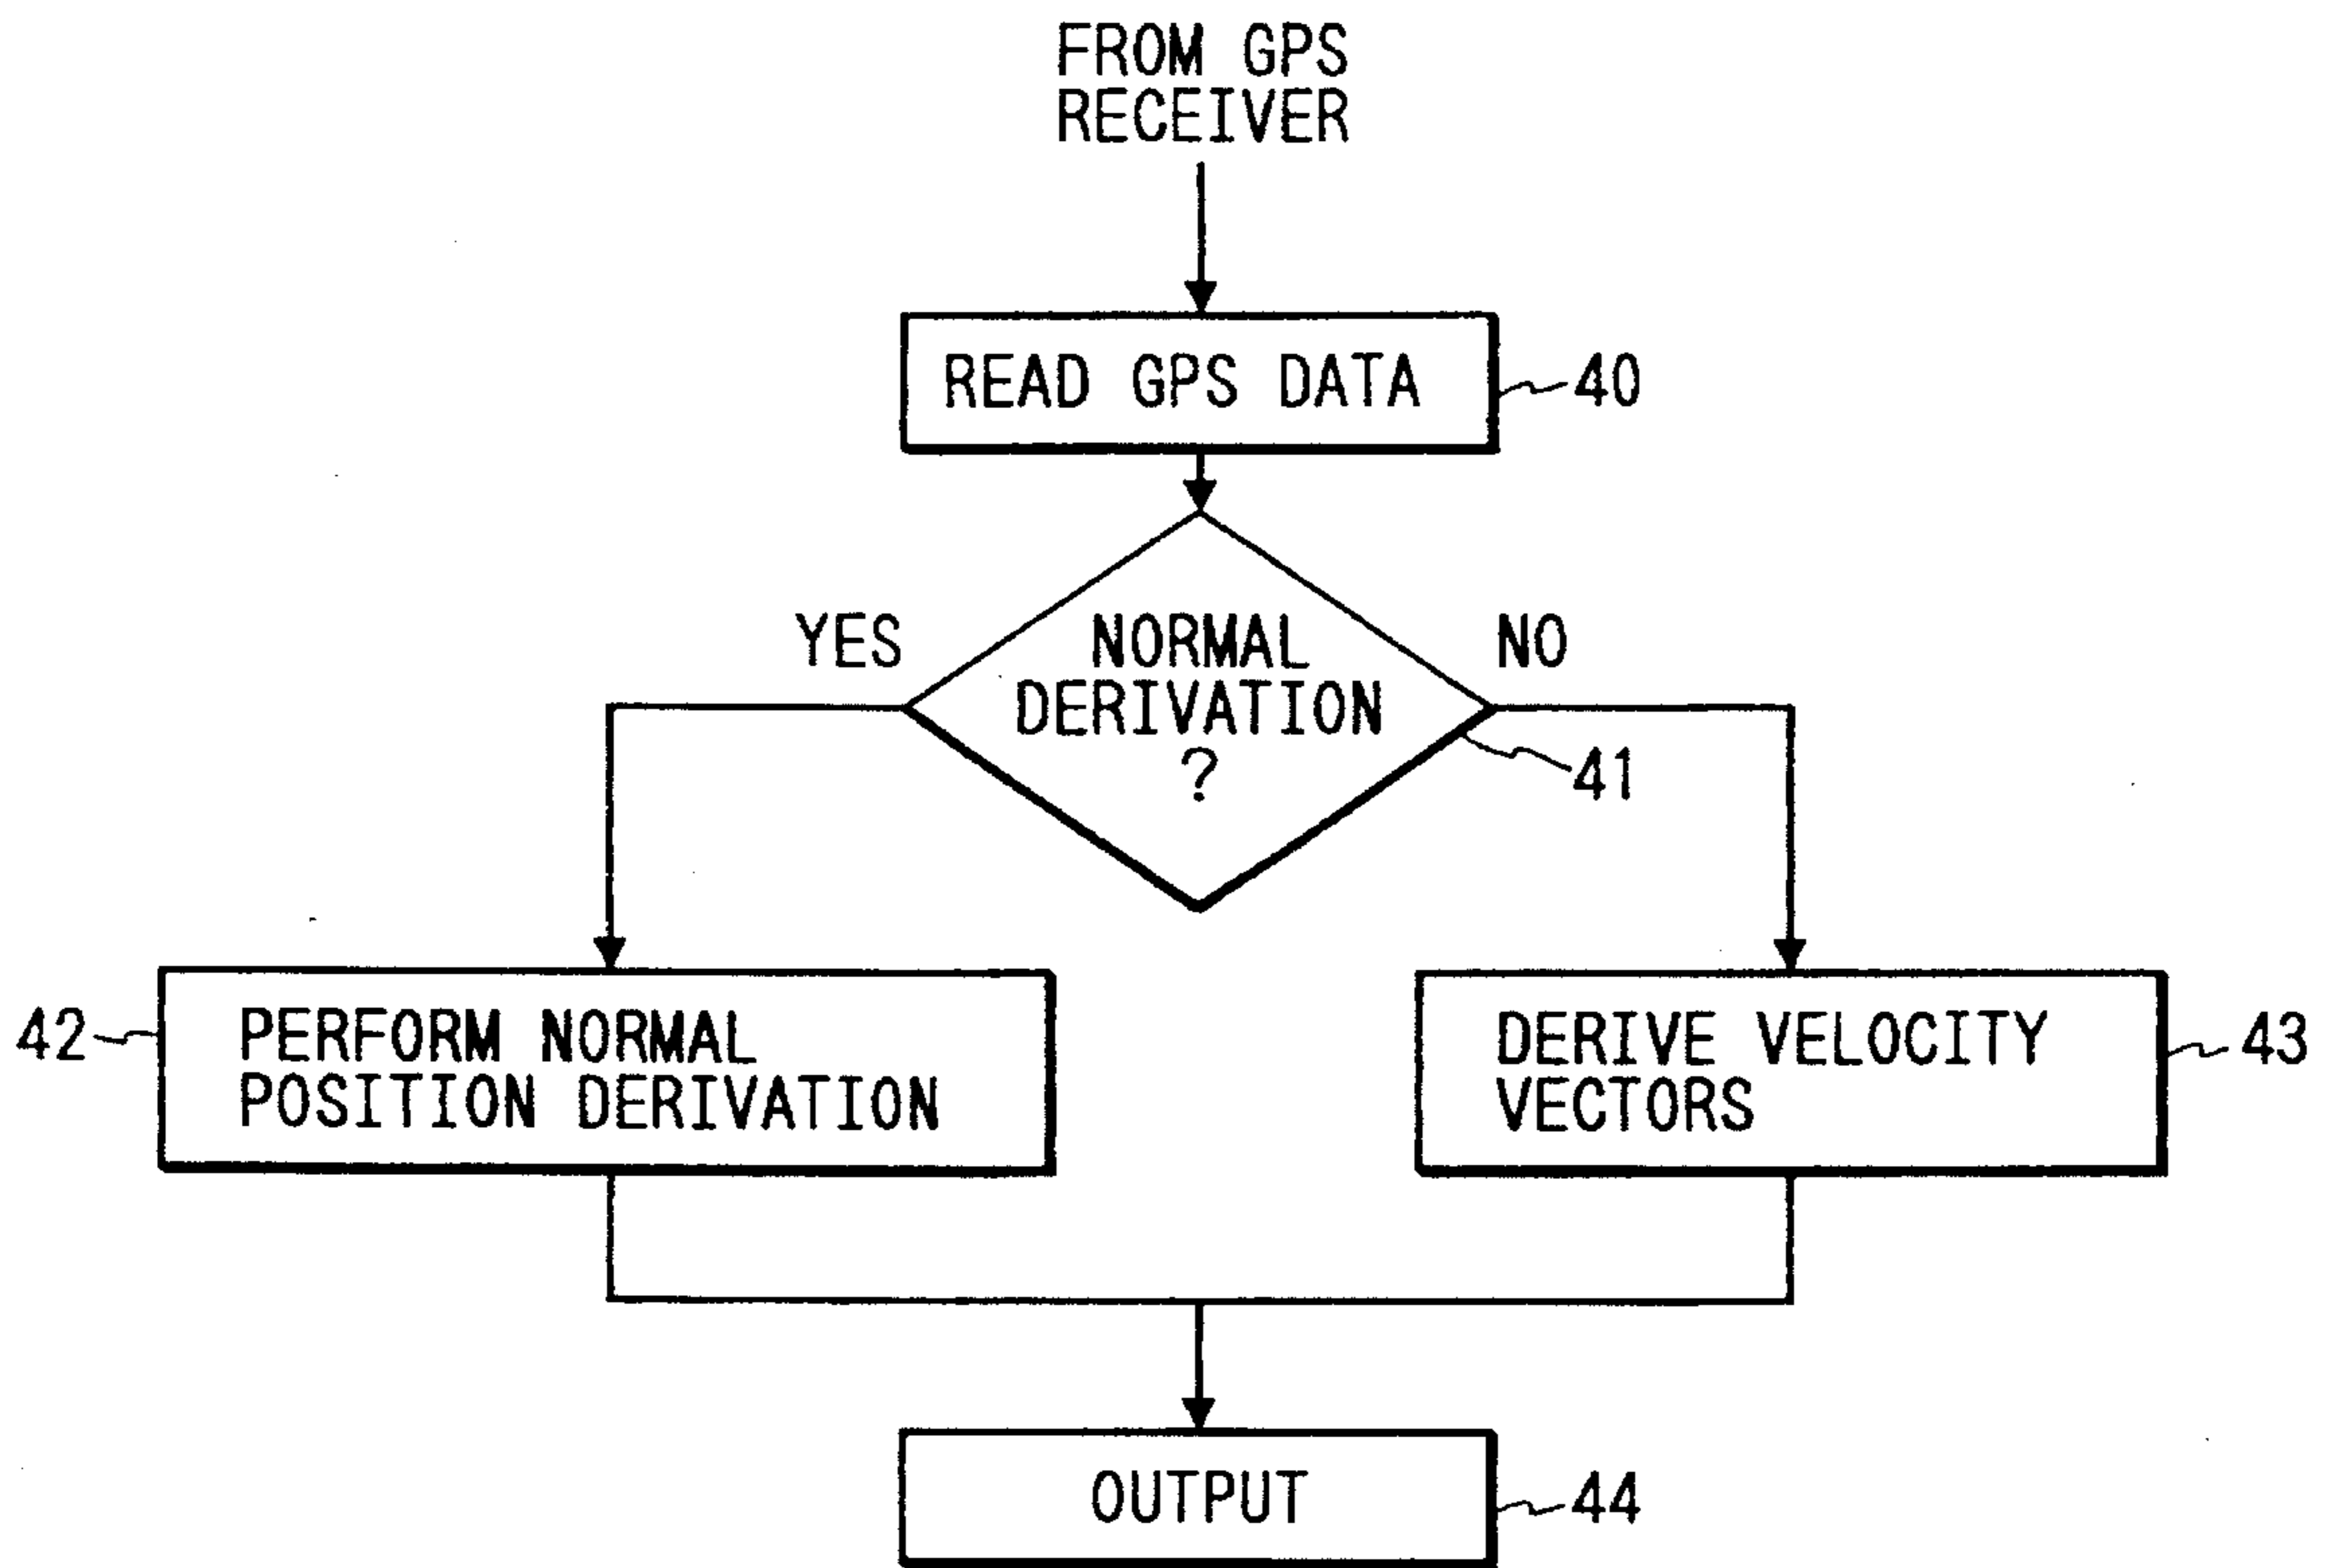 FROM GPS
RECEIVER
READ GPS DATA
40
YES
NORMAL
DERIVATION
?
NO
41
42
PERFORM NORMAL
POSITION DERIVATION
DERIVE VELOCITY
VECTORS
43
OUTPUT
44